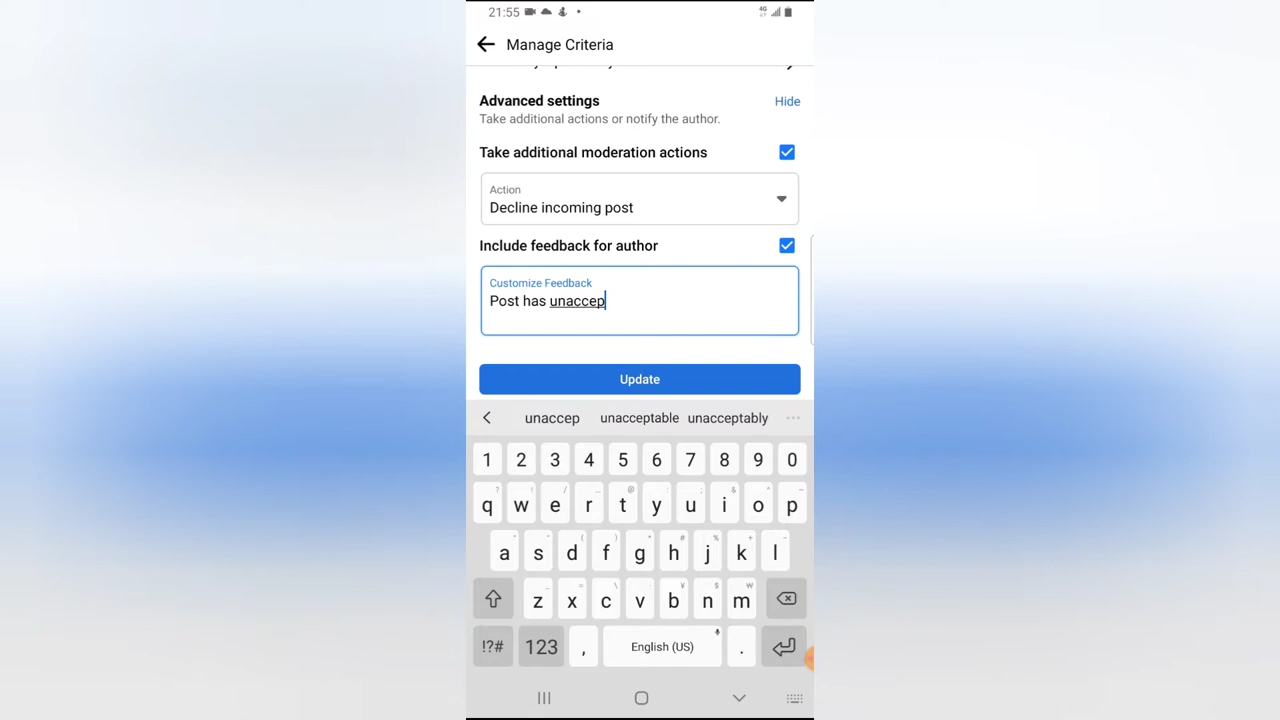 21:55
4G
Manage Criteria
Advanced settings
Hide
Take additional actions or notify the author.
Take additional moderation actions
Action
Decline incoming post
Include feedback for author
Customize Feedback
Post has unaccep
Update
unaccep unacceptable unacceptably
1 2 3 4 5 6 7 8 9 0
q w e r t y u i o p
a s d f g h j k l
z x c v b n m
!?# 123 , English (US) .